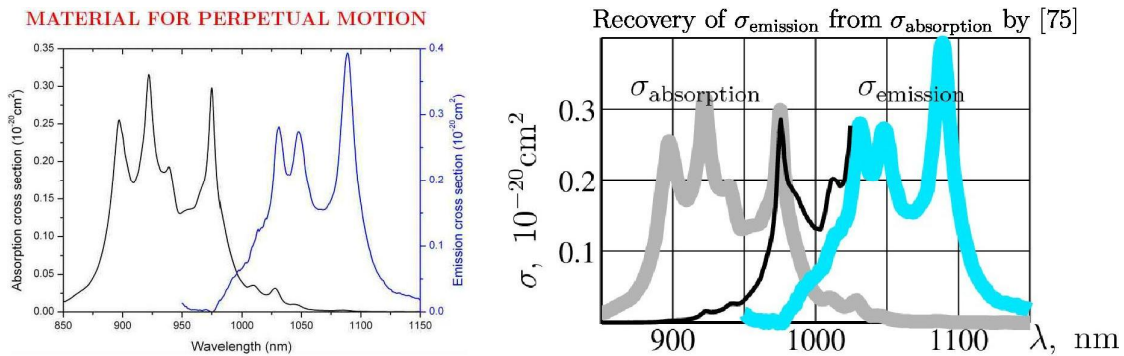 MATERIAL FOR PERPETUAL MOTION
Absorption cross section (10⁻²⁰cm²)
0.35
0.30
0.25
0.20
0.15
0.10
0.05
0.00
850 900 950 1000 1050 1100 1150
Wavelength (nm)
0.4
0.3
0.2
0.1
0.0
Emission cross section (10⁻²⁰cm²)
Recovery of σemission from σabsorption by [75]
σabsorption σemission
σ, 10⁻²⁰cm²
0.3
0.2
0.1
900 1000 1100 λ, nm